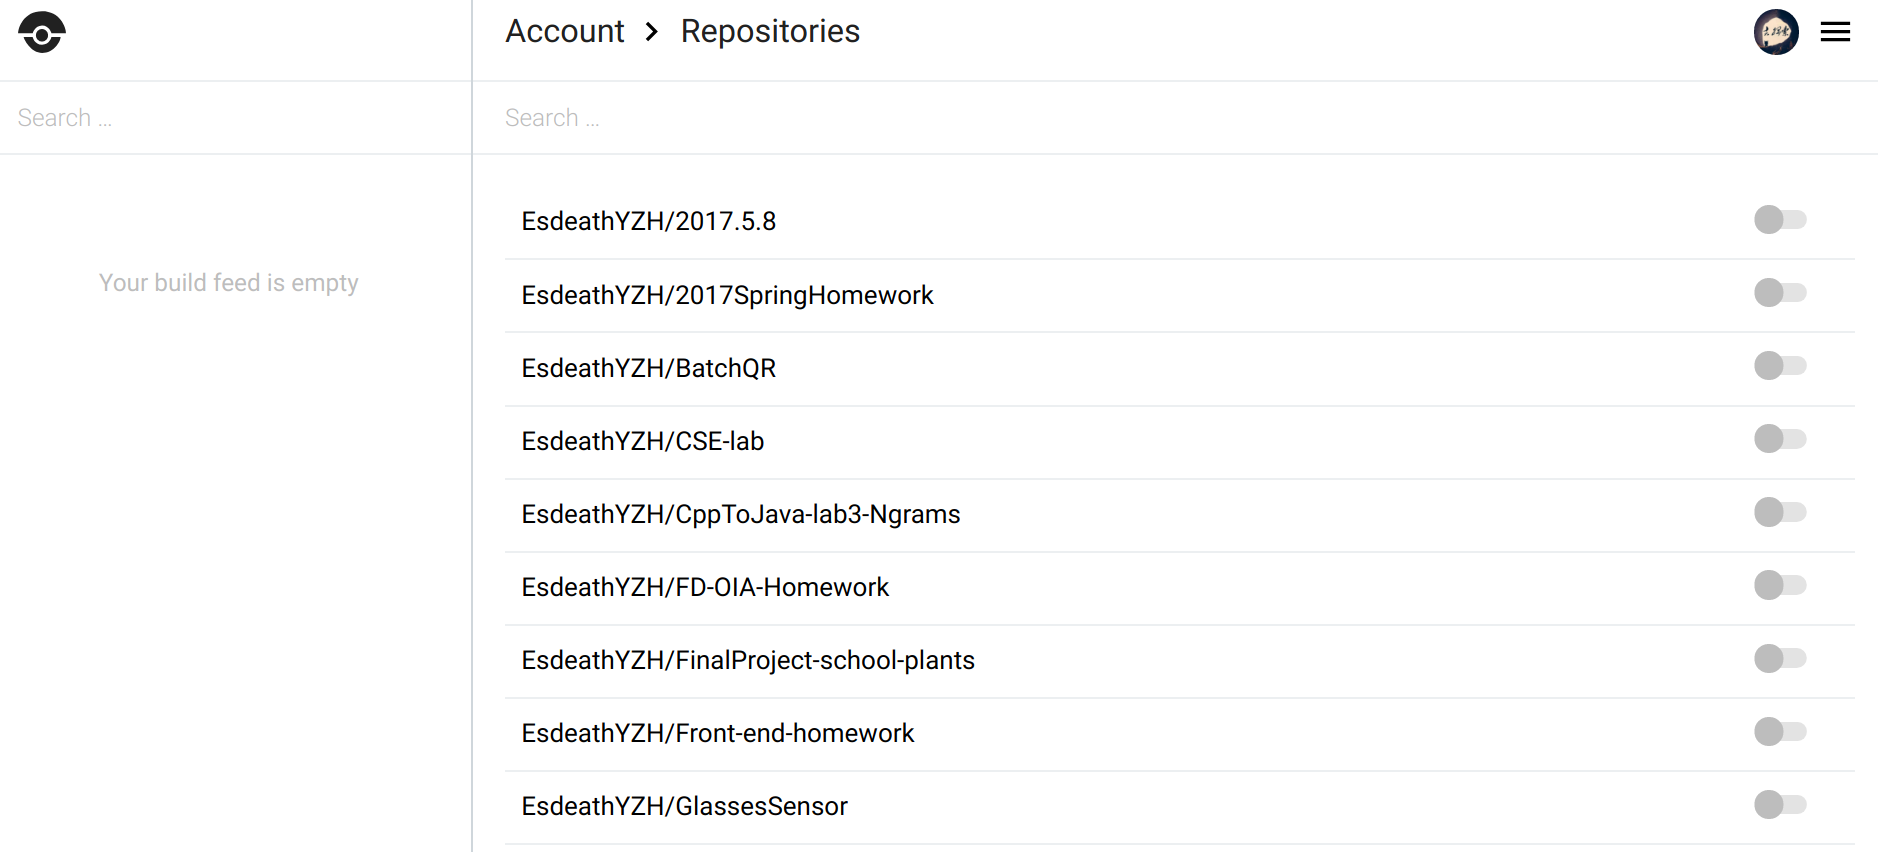 Account > Repositories
Search ...
Search ...
Your build feed is empty
EsdeathYZH/2017.5.8
EsdeathYZH/2017SpringHomework
EsdeathYZH/BatchQR
EsdeathYZH/CSE-lab
EsdeathYZH/CppToJava-lab3-Ngrams
EsdeathYZH/FD-OIA-Homework
EsdeathYZH/FinalProject-school-plants
EsdeathYZH/Front-end-homework
EsdeathYZH/GlassesSensor